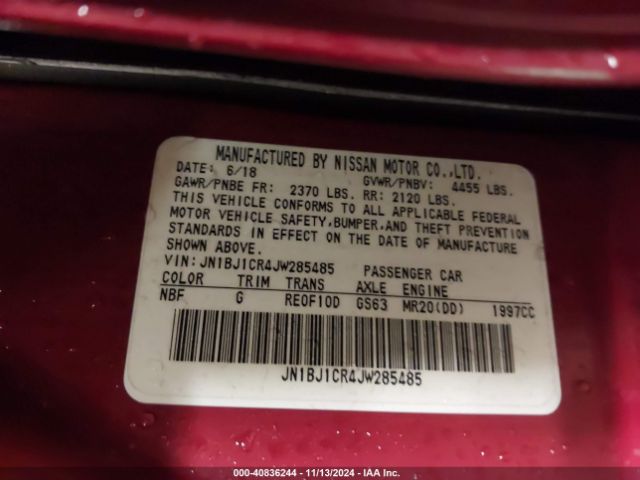 MANUFACTURED BY NISSAN MOTOR CO.,LTD.
DATE: 6/18 GVWR/PNBV: 4455 LBS.
GAWR/PNBE FR: 2370 LBS. RR: 2120 LBS.
THIS VEHICLE CONFORMS TO ALL APPLICABLE FEDERAL
MOTOR VEHICLE SAFETY,BUMPER,AND THEFT PREVENTION
STANDARDS IN EFFECT ON THE DATE OF MANUFACTURE
SHOWN ABOVE.
VIN: JN1BJ1CR4JW285485 PASSENGER CAR
COLOR TRIM TRANS AXLE ENGINE
NBF G RE0F10D GS63 MR20(DD) 1997CC
JN1BJ1CR4JW285485
000-40836244 - 11/13/2024 - IAA Inc.